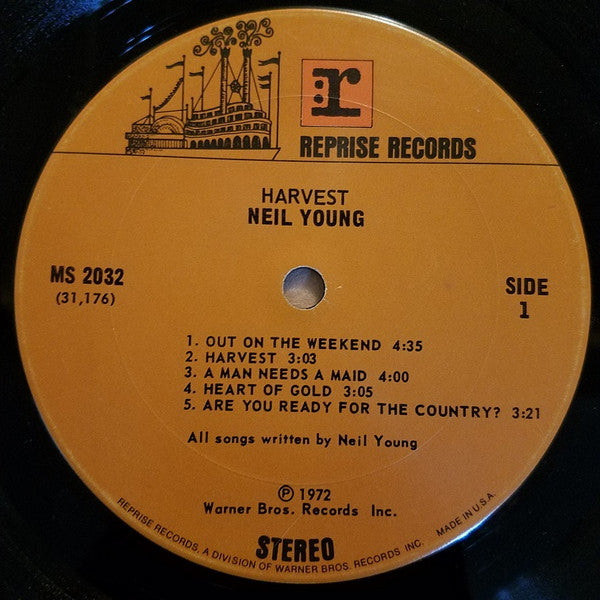 r
REPRISE RECORDS
HARVEST
NEIL YOUNG
MS 2032
(31,176)
SIDE
1
1. OUT ON THE WEEKEND 4:35
2. HARVEST 3:03
3. A MAN NEEDS A MAID 4:00
4. HEART OF GOLD 3:05
5. ARE YOU READY FOR THE COUNTRY? 3:21
All songs written by Neil Young
℗ 1972
Warner Bros. Records Inc.
STEREO
REPRISE RECORDS, A DIVISION OF WARNER BROS. RECORDS INC. MADE IN U.S.A.